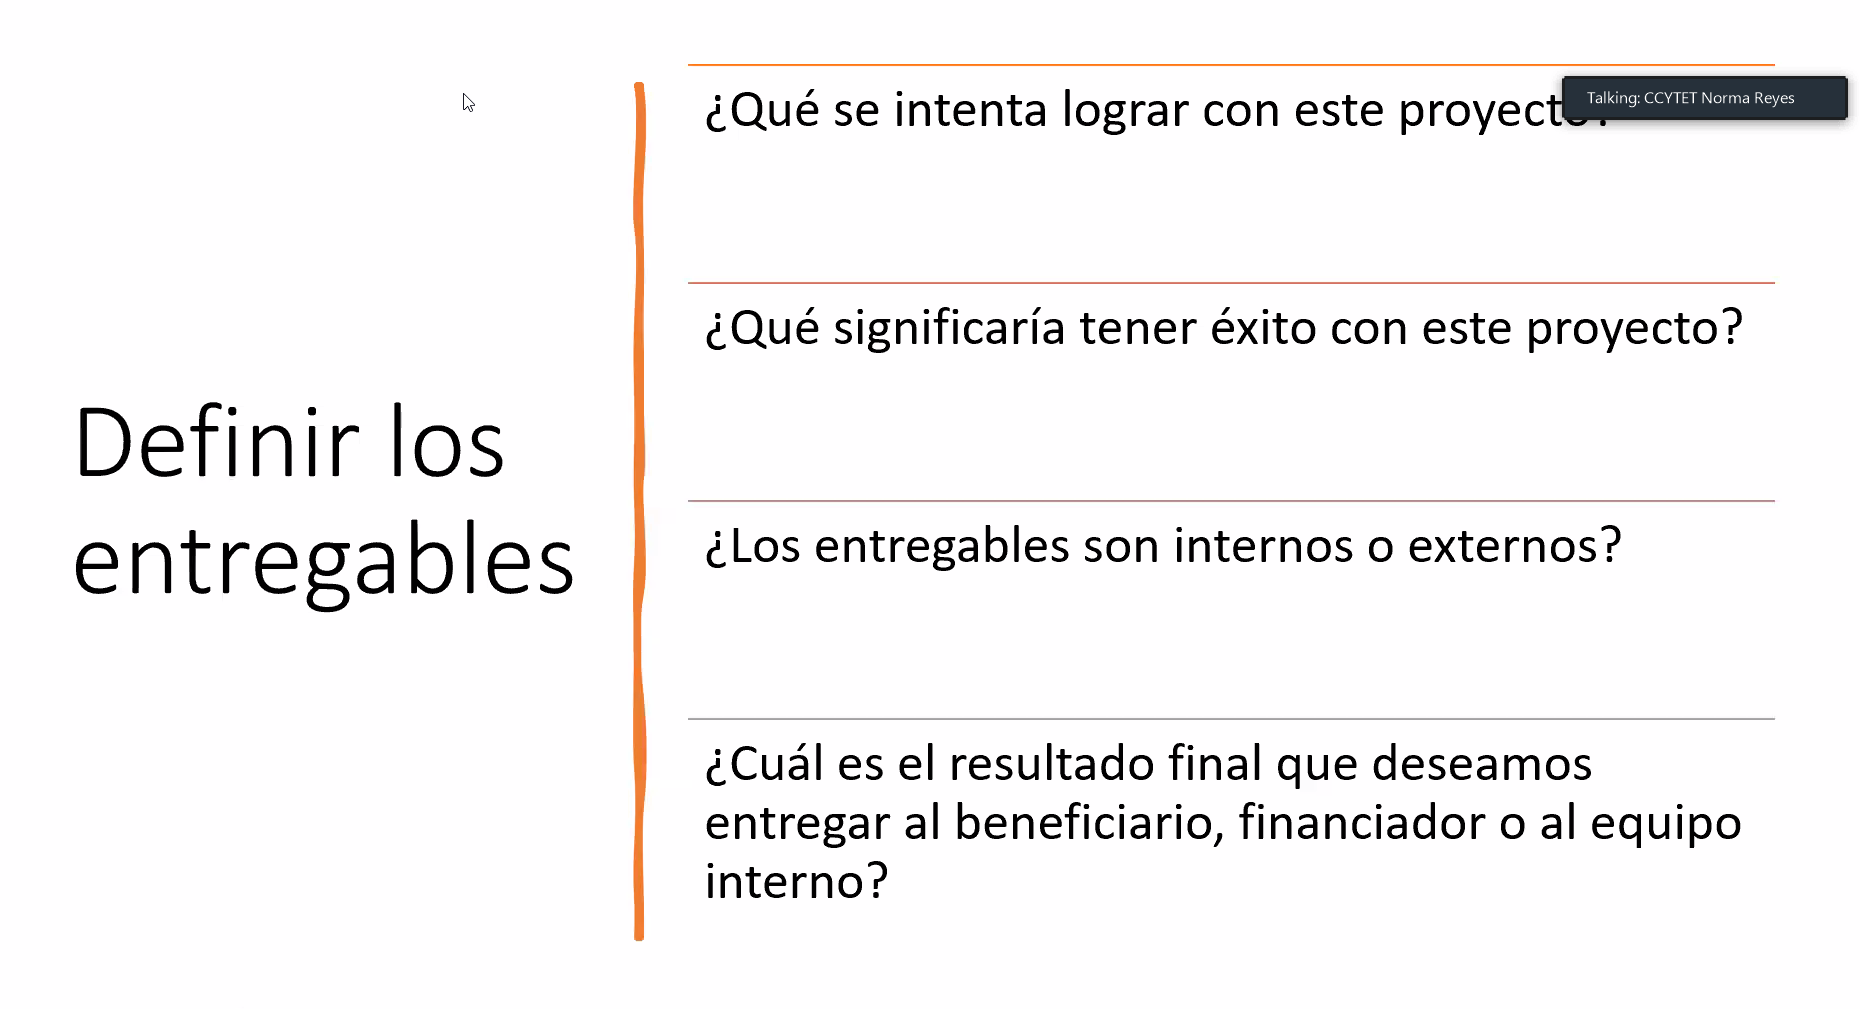 Definir los
entregables
¿Qué se intenta lograr con este proyecto?
Talking: CCYTET Norma Reyes
¿Qué significaría tener éxito con este proyecto?
¿Los entregables son internos o externos?
¿Cuál es el resultado final que deseamos
entregar al beneficiario, financiador o al equipo
interno?